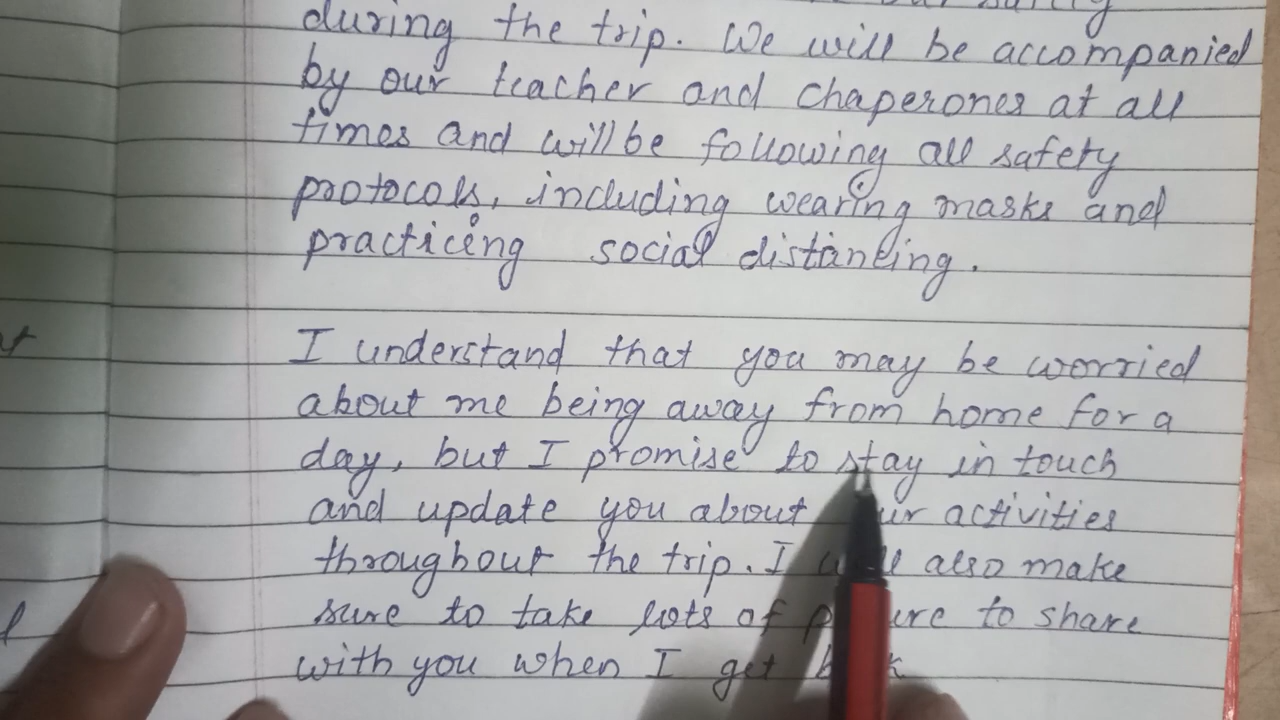 during the trip. We will be accompanied
by our teacher and chaperones at all
times and will be following all safety
protocols, including wearing masks and
practicing social distancing.
I understand that you may be worried
about me being away from home for a
day, but I promise to stay in touch
and update you about activities
throughout the trip. I also make
sure to take lots of to share
with you when I get